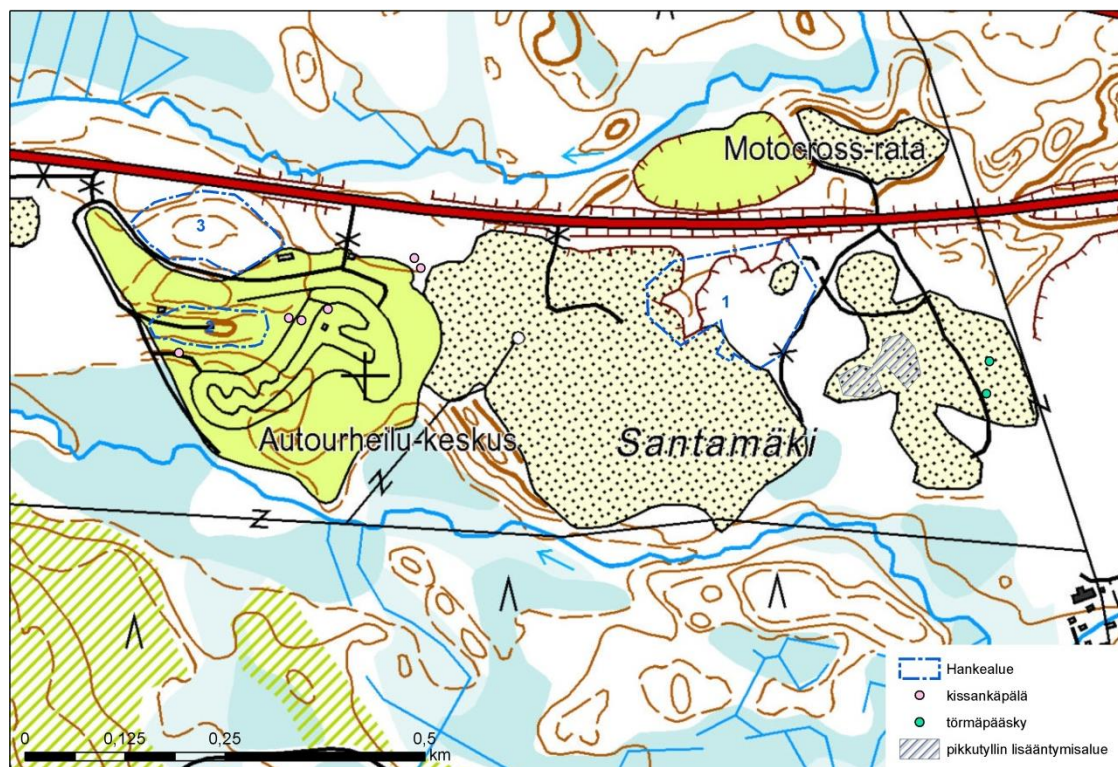 Motocross-rata
3
1
2
Autourheilu-keskus
Santamäki
Hankealue
kissankäpälä
törmäpääsky
pikkutyllin lisääntymisalue
0 0,125 0,25 0,5
km